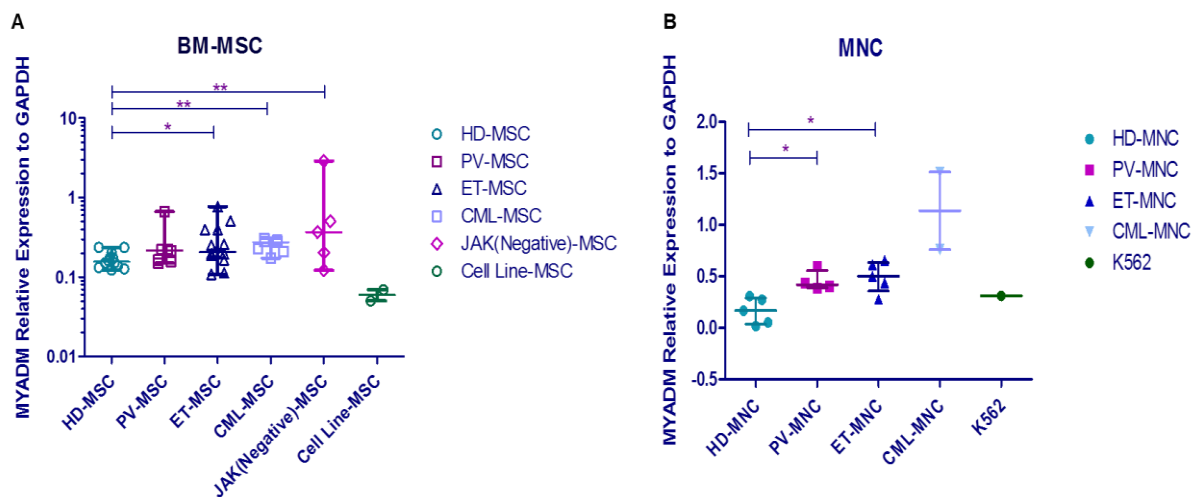 A
BM-MSC
MYADM Relative Expression to GAPDH
**
**
*
10
1
0.1
0.01
HD-MSC
PV-MSC
ET-MSC
CML-MSC
JAK(Negative)-MSC
Cell Line-MSC
HD-MSC
PV-MSC
ET-MSC
CML-MSC
JAK(Negative)-MSC
Cell Line-MSC
B
MNC
MYADM Relative Expression to GAPDH
*
*
2.0
1.5
1.0
0.5
0.0
-0.5
HD-MNC
PV-MNC
ET-MNC
CML-MNC
K562
HD-MNC
PV-MNC
ET-MNC
CML-MNC
K562